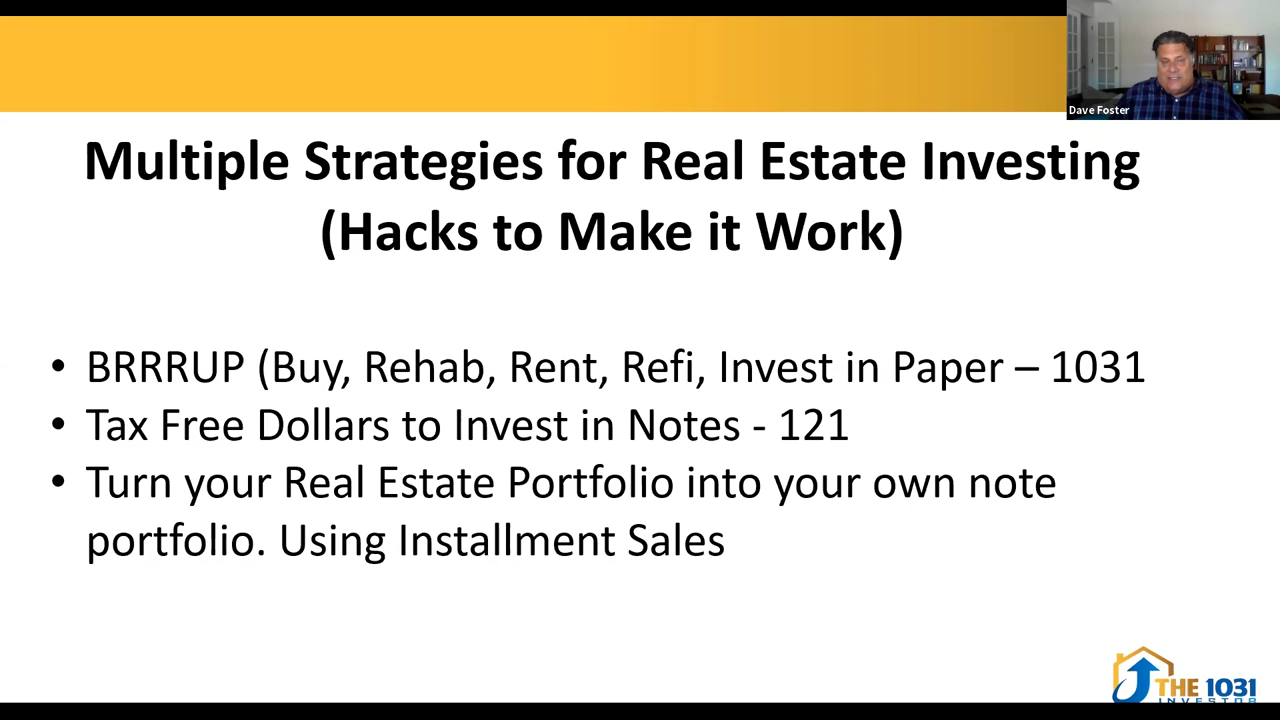 Dave Foster
Multiple Strategies for Real Estate Investing
(Hacks to Make it Work)
• BRRRUP (Buy, Rehab, Rent, Refi, Invest in Paper – 1031
• Tax Free Dollars to Invest in Notes - 121
• Turn your Real Estate Portfolio into your own note
portfolio. Using Installment Sales
THE 1031
INVESTOR